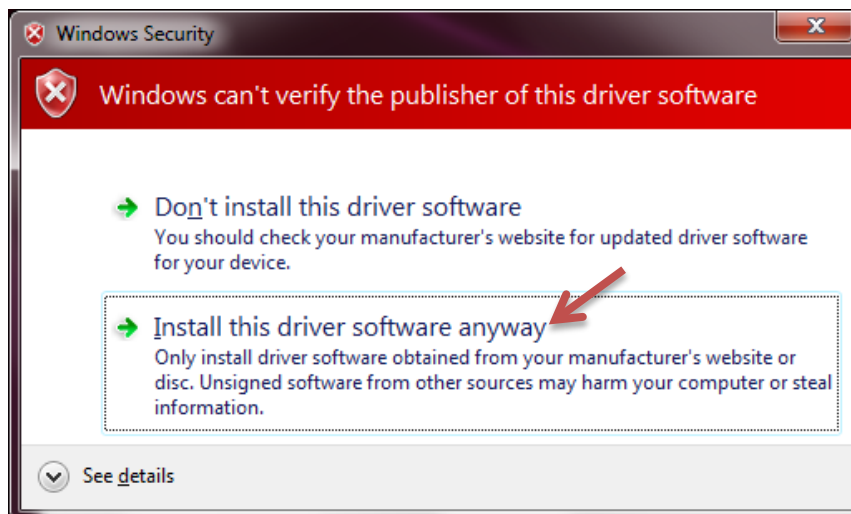 Windows Security
Windows can't verify the publisher of this driver software
Don't install this driver software
You should check your manufacturer's website for updated driver software
for your device.
Install this driver software anyway
Only install driver software obtained from your manufacturer's website or
disc. Unsigned software from other sources may harm your computer or steal
information.
See details